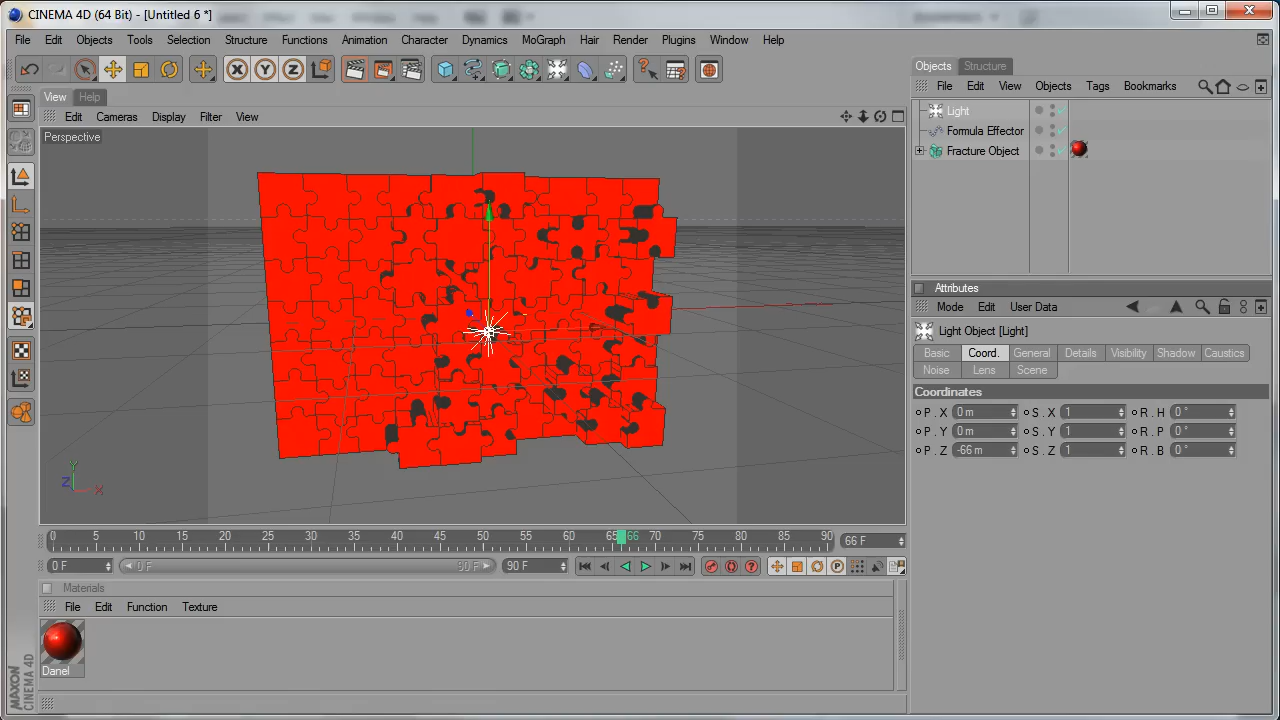 CINEMA 4D (64 Bit) - [Untitled 6 *]
File Edit Objects Tools Selection Structure Functions Animation Character Dynamics MoGraph Hair Render Plugins Window Help
X Y Z
Objects Structure
File Edit View Objects Tags Bookmarks
View Help
Edit Cameras Display Filter View
Perspective
Light
Formula Effector
Fracture Object
Attributes
Mode Edit User Data
Light Object [Light]
Basic Coord. General Details Visibility Shadow Caustics
Noise Lens Scene
Coordinates
P . X 0 m S . X 1 R . H 0 °
P . Y 0 m S . Y 1 R . P 0 °
P . Z -66 m S . Z 1 R . B 0 °
Y
Z X
0 5 10 15 20 25 30 35 40 45 50 55 60 65 66 70 75 80 85 90 66 F
0 F 0 F 90 F 90 F
Materials
File Edit Function Texture
Danel
MAXON
CINEMA 4D